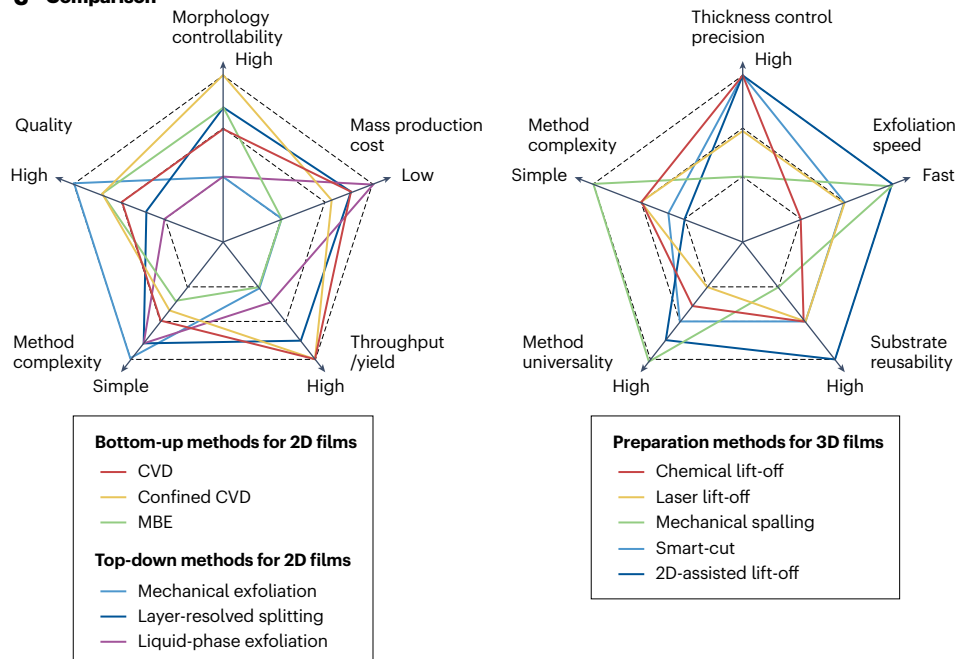 Comparison
Morphology
controllability
High
Quality
High
Mass production
cost
Low
Method
complexity
Simple
Throughput
/yield
High
Bottom-up methods for 2D films
CVD
Confined CVD
MBE
Top-down methods for 2D films
Mechanical exfoliation
Layer-resolved splitting
Liquid-phase exfoliation
Thickness control
precision
High
Method
complexity
Simple
Exfoliation
speed
Fast
Method
universality
High
Substrate
reusability
High
Preparation methods for 3D films
Chemical lift-off
Laser lift-off
Mechanical spalling
Smart-cut
2D-assisted lift-off